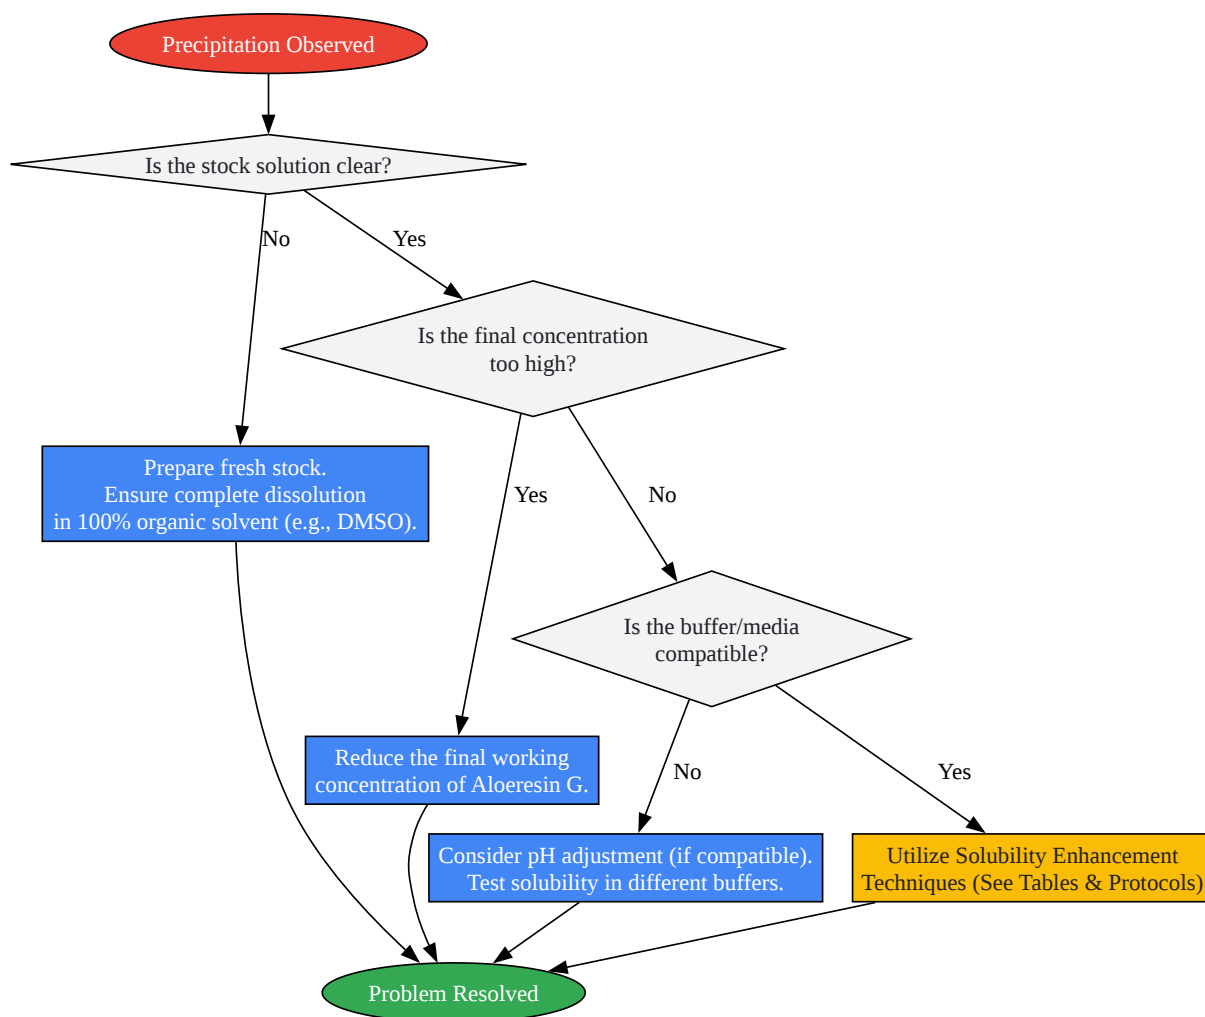 Precipitation Observed
Is the stock solution clear?
No
Yes
Is the final concentration
too high?
Prepare fresh stock.
Ensure complete dissolution
in 100% organic solvent (e.g., DMSO).
Yes
No
Is the buffer/media
compatible?
Reduce the final working
concentration of Aloeresin G.
No
Yes
Consider pH adjustment (if compatible).
Test solubility in different buffers.
Utilize Solubility Enhancement
Techniques (See Tables & Protocols)
Problem Resolved